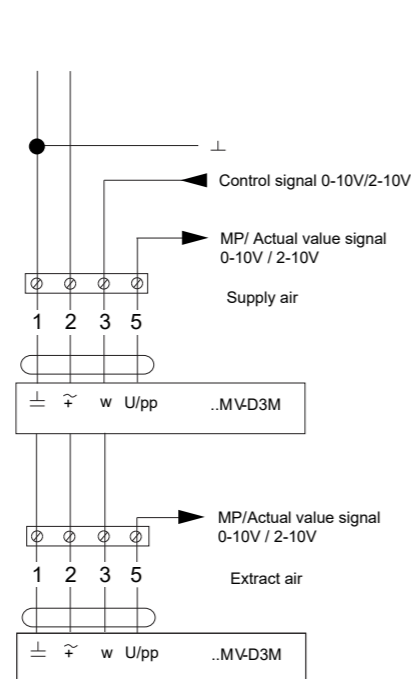 ⊥
Control signal 0-10V/2-10V
MP/ Actual value signal
0-10V / 2-10V
Supply air
1 2 3 5
⊥ ~+ w U/pp ..MV-D3M
MP/Actual value signal
0-10V / 2-10V
1 2 3 5
Extract air
⊥ ~+ w U/pp ..MV-D3M